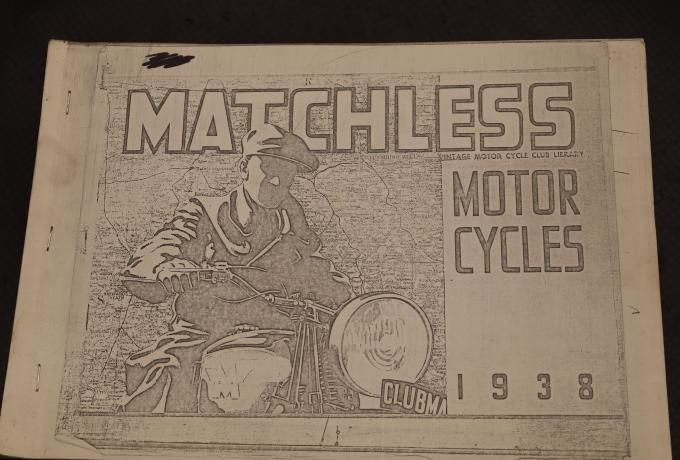 MATCHLESS
VINTAGE MOTOR CYCLE CLUB LIBRARY
MOTOR
CYCLES
CLUBMA
1938